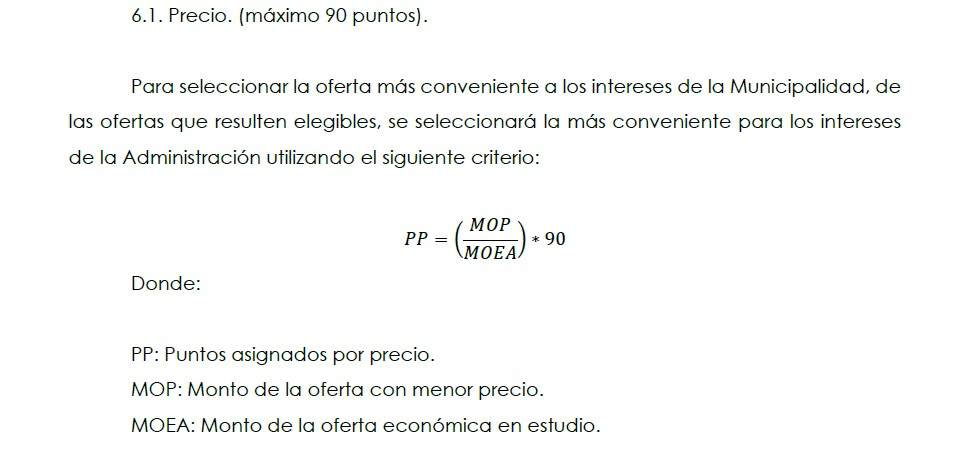 6.1. Precio. (máximo 90 puntos).
Para seleccionar la oferta más conveniente a los intereses de la Municipalidad, de
las ofertas que resulten elegibles, se seleccionará la más conveniente para los intereses
de la Administración utilizando el siguiente criterio:
PP = (MOP/MOEA) * 90
Donde:
PP: Puntos asignados por precio.
MOP: Monto de la oferta con menor precio.
MOEA: Monto de la oferta económica en estudio.